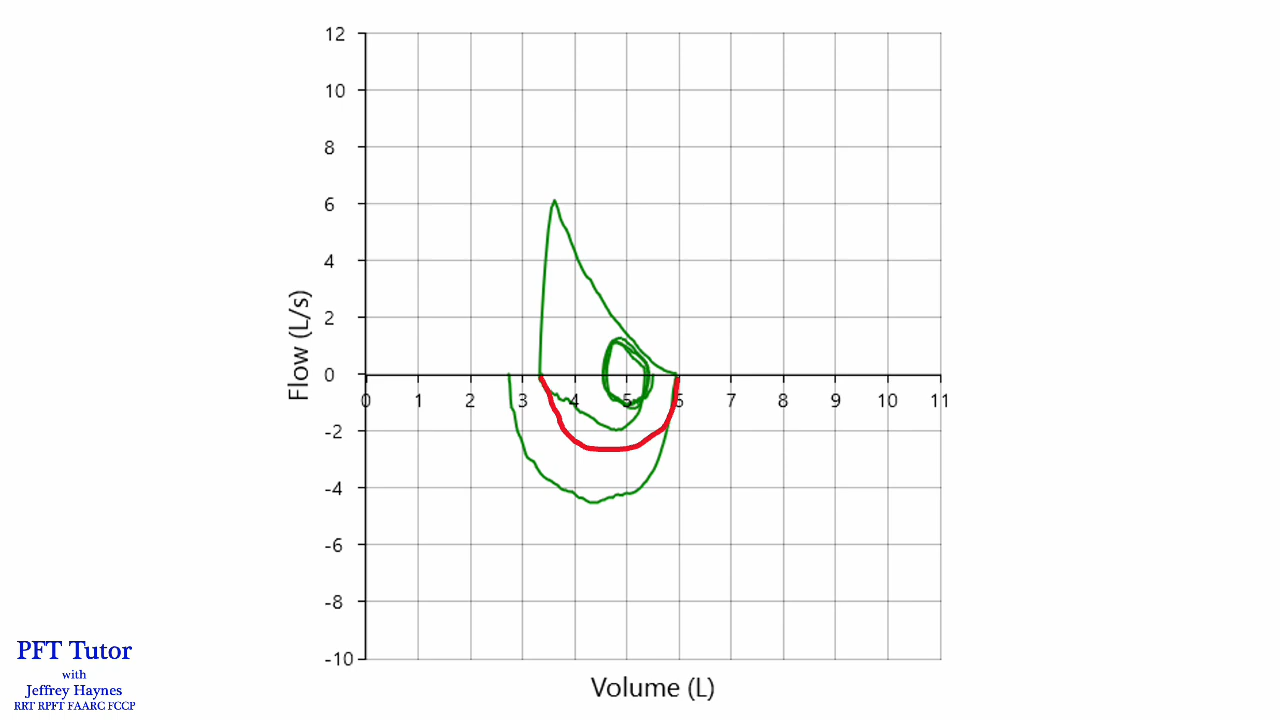 12
10
8
6
4
2
0
-2
-4
-6
-8
-10
Flow (L/s)
0 1 2 3 4 5 6 7 8 9 10 11
Volume (L)
PFT Tutor
with
Jeffrey Haynes
RRT RPFT FAARC FCCP